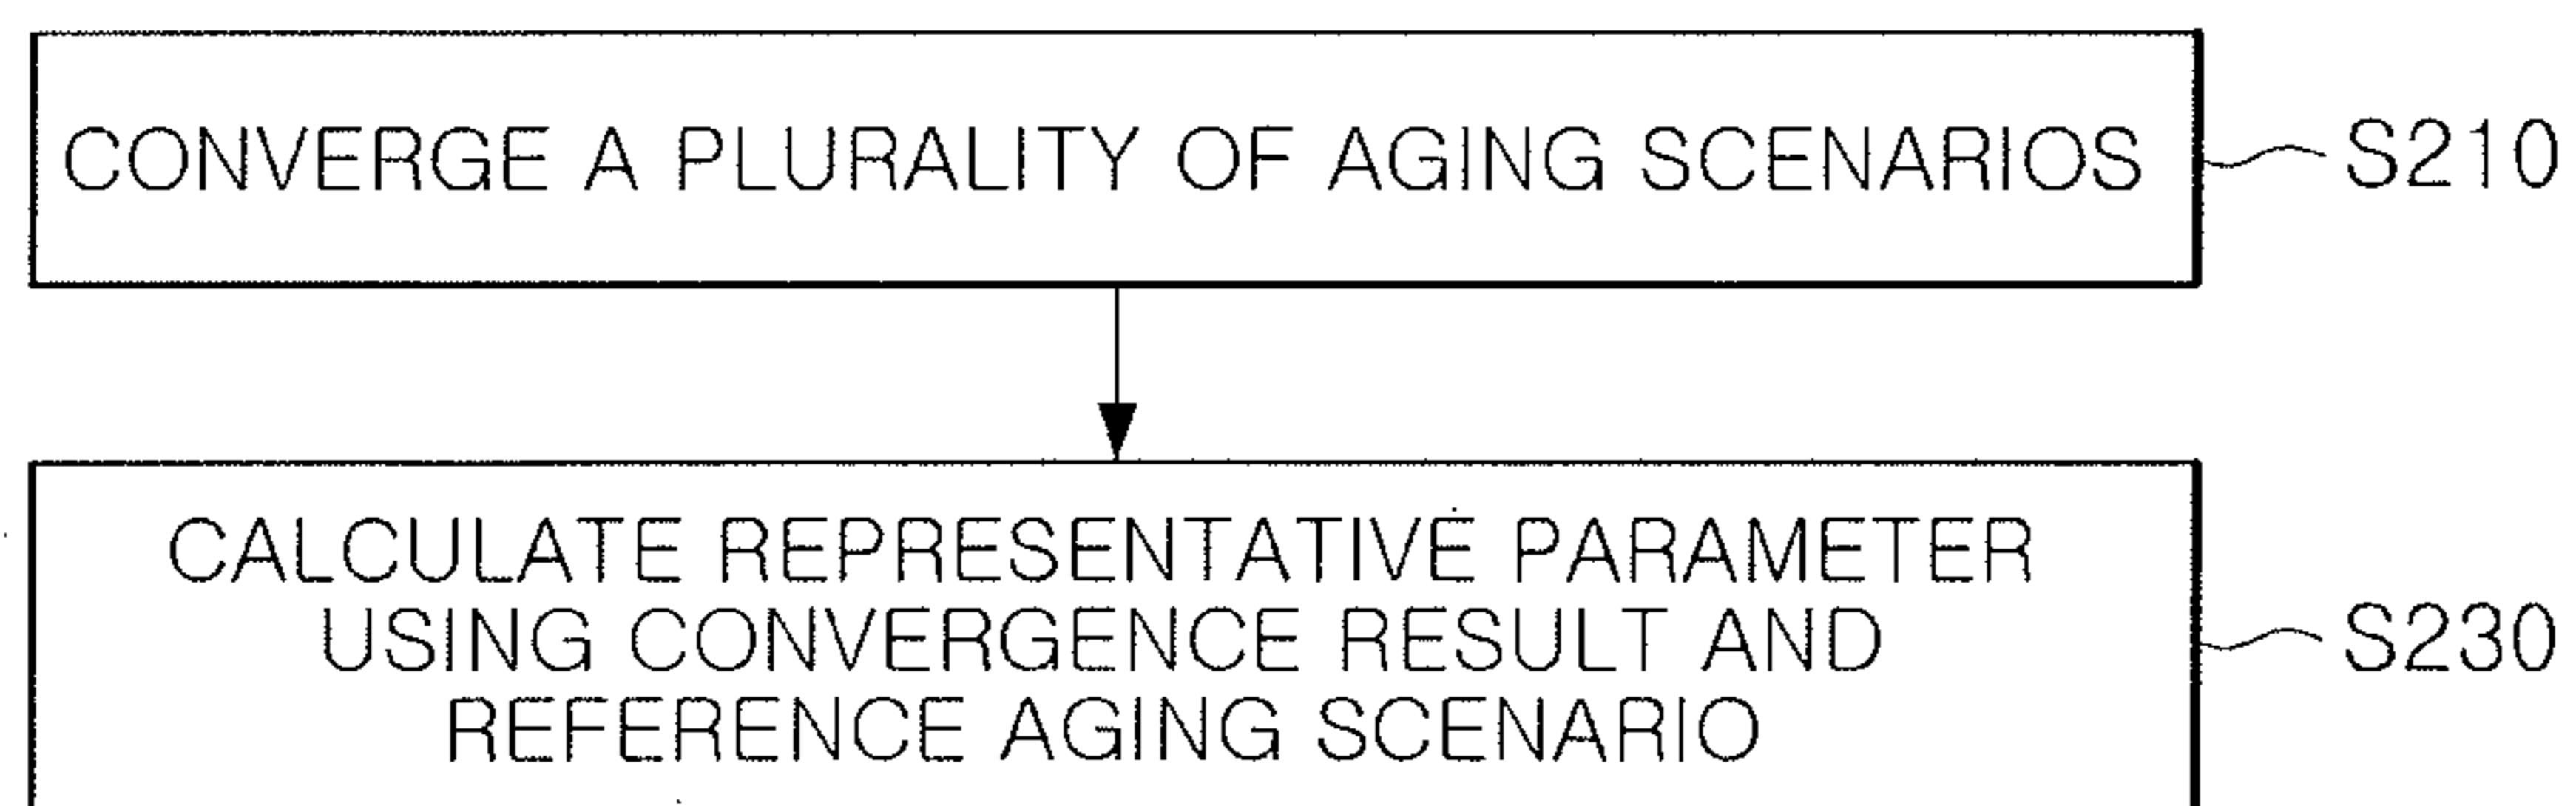 CONVERGE A PLURALITY OF AGING SCENARIOS
S210
CALCULATE REPRESENTATIVE PARAMETER
USING CONVERGENCE RESULT AND
REFERENCE AGING SCENARIO
S230